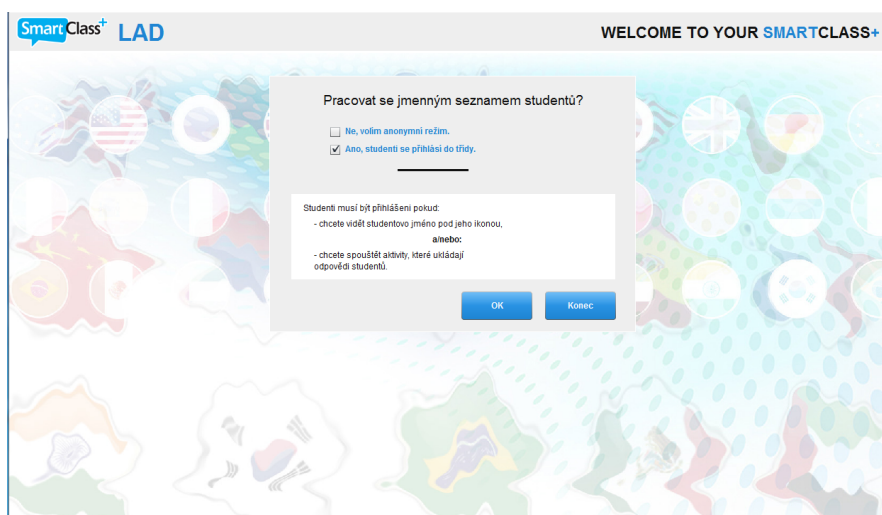 SmartClass+ LAD
WELCOME TO YOUR SMARTCLASS+
Pracovat se jmenným seznamem studentů?
Ne, volím anonymní režim.
Ano, studenti se přihlásí do třídy.
Studenti musí být přihlášeni pokud:
- chcete vidět studentovo jméno pod jeho ikonou,
a/nebo:
- chcete spouštět aktivity, které ukládají
odpovědi studentů.
OK
Konec